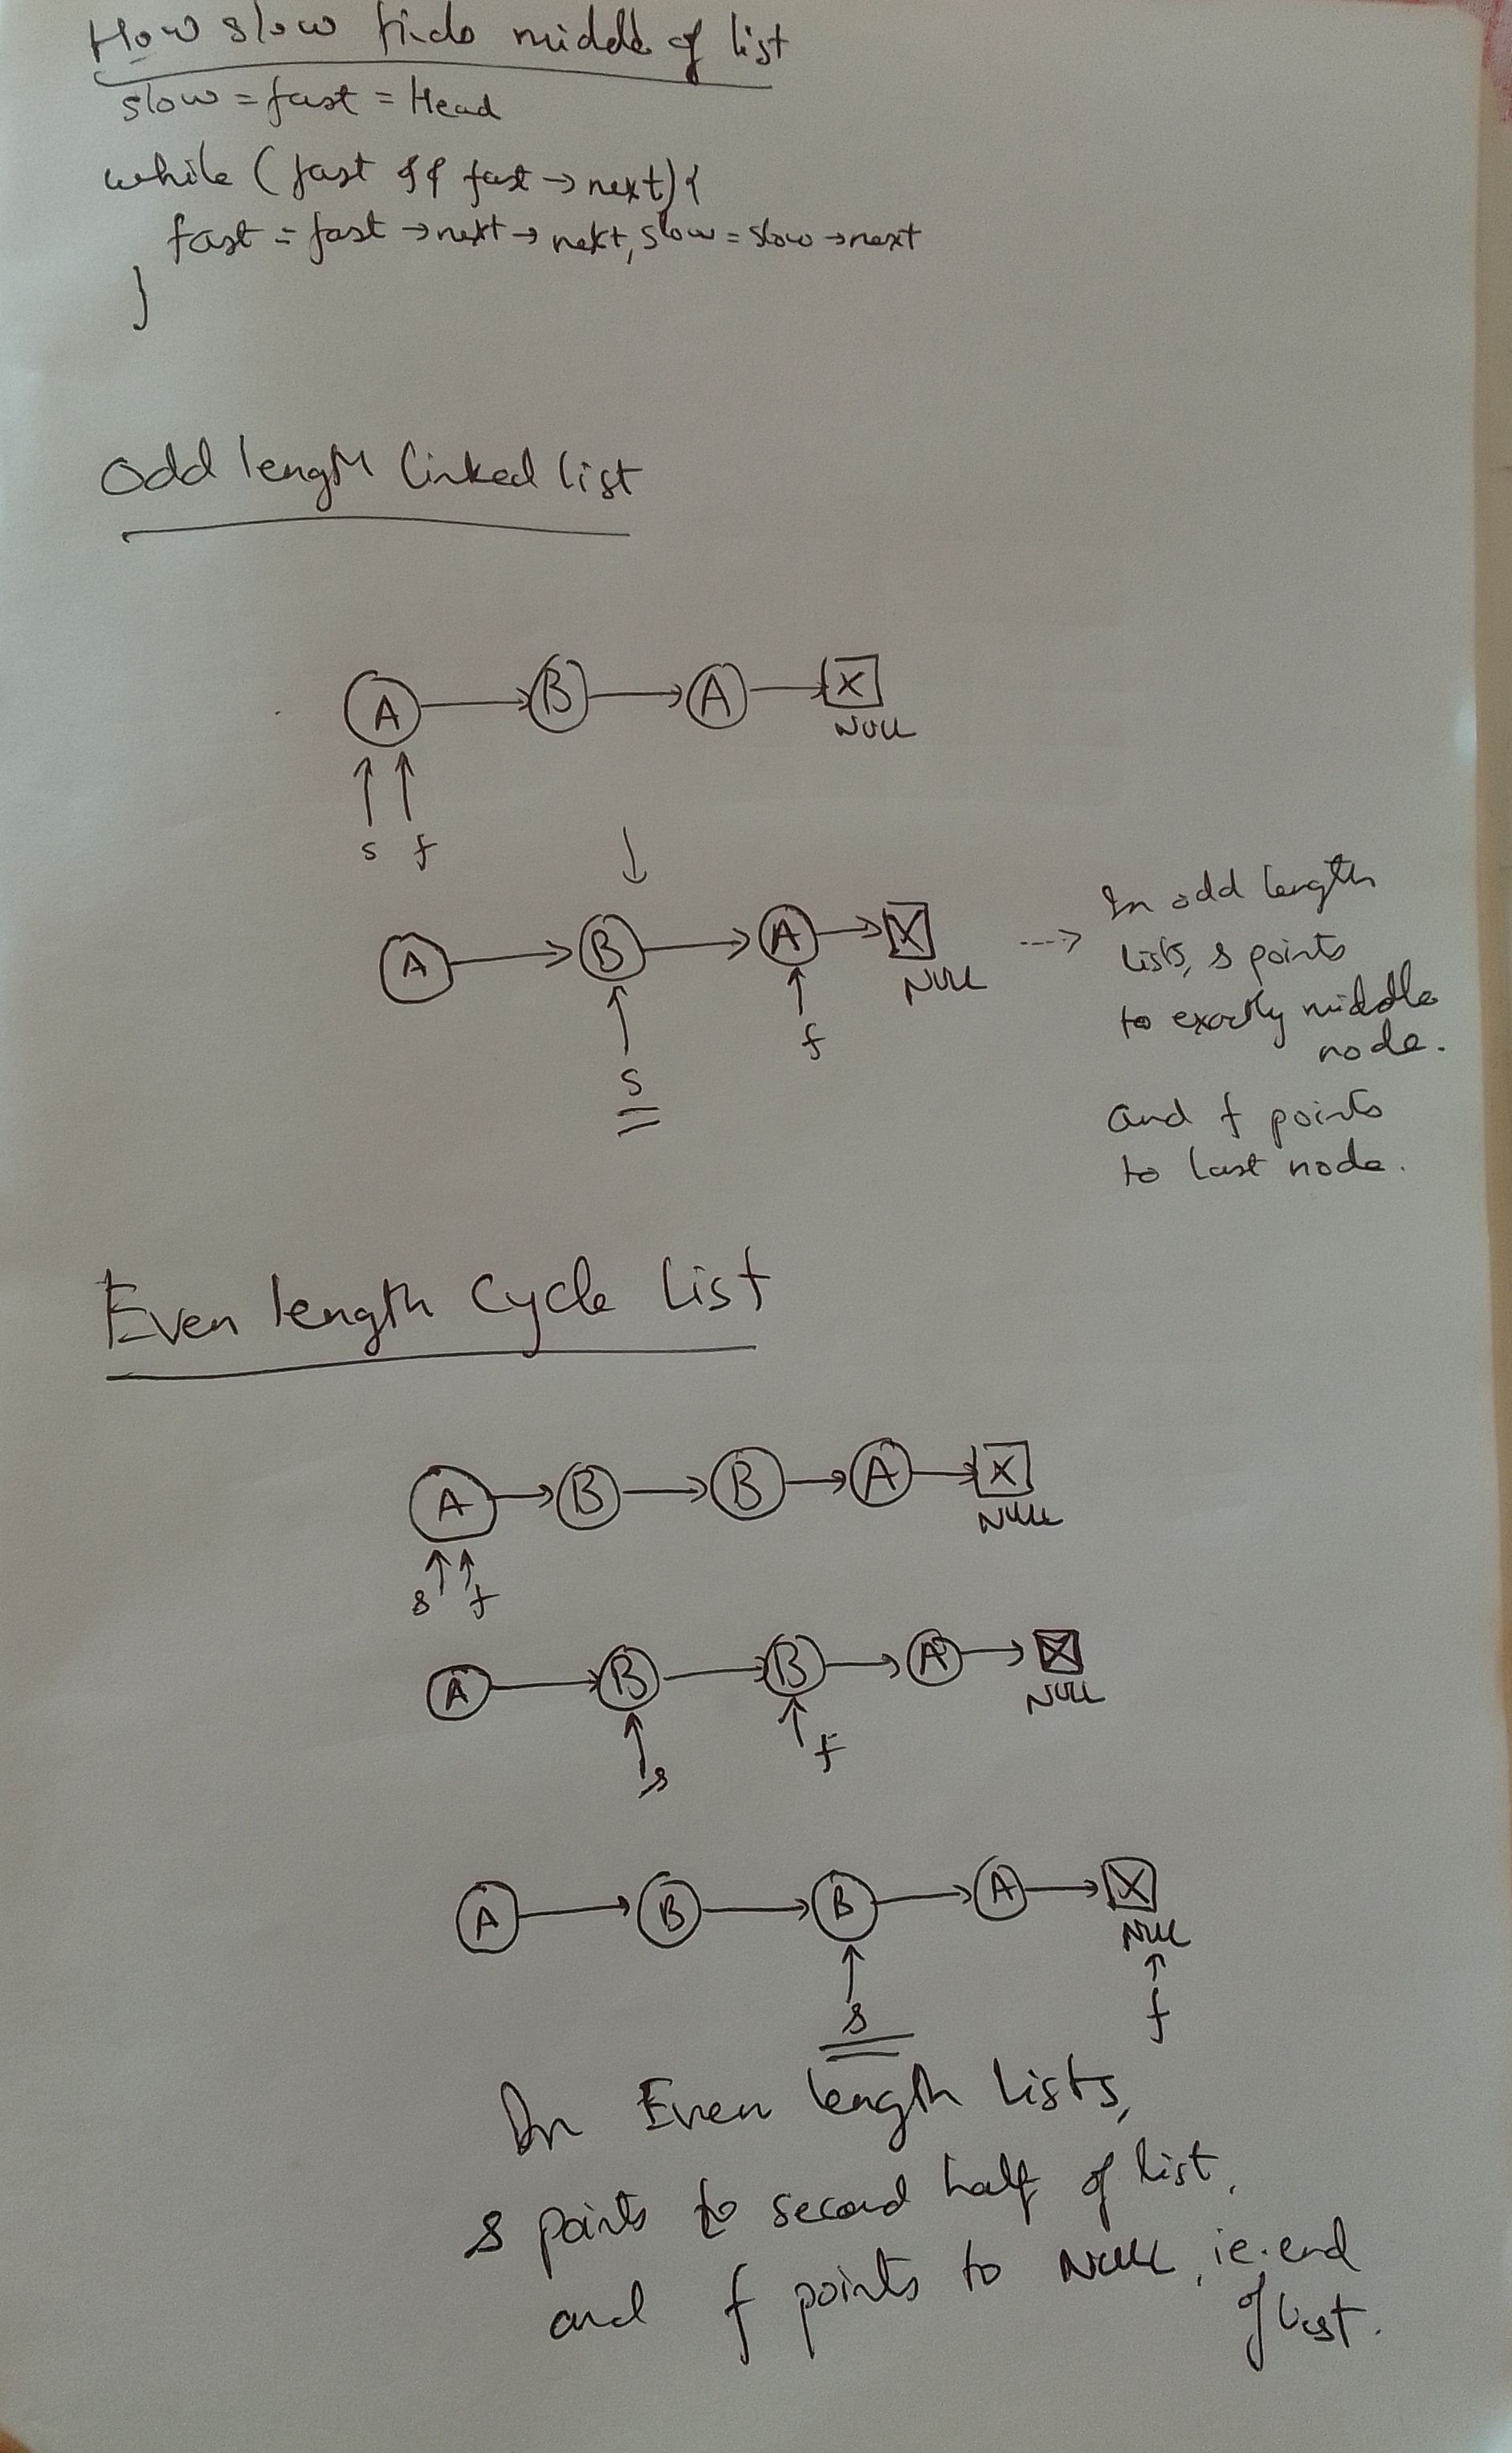 How slow finds middle of list
slow = fast = Head
while (fast && fast → next) {
fast = fast → next → next, slow = slow → next
}
Odd length linked list
A → B → A → X
NULL
s f
A → B → A → X
NULL
f
s
In odd length
lists, s points
to exactly middle
node.
and f points
to last node.
Even length Cycle List
A → B → B → A → X
NULL
s f
A → B → B → A → X
NULL
s f
A → B → B → A → X
NULL
s f
In Even length Lists,
s points to second half of list,
and f points to NULL, ie. end
of list.